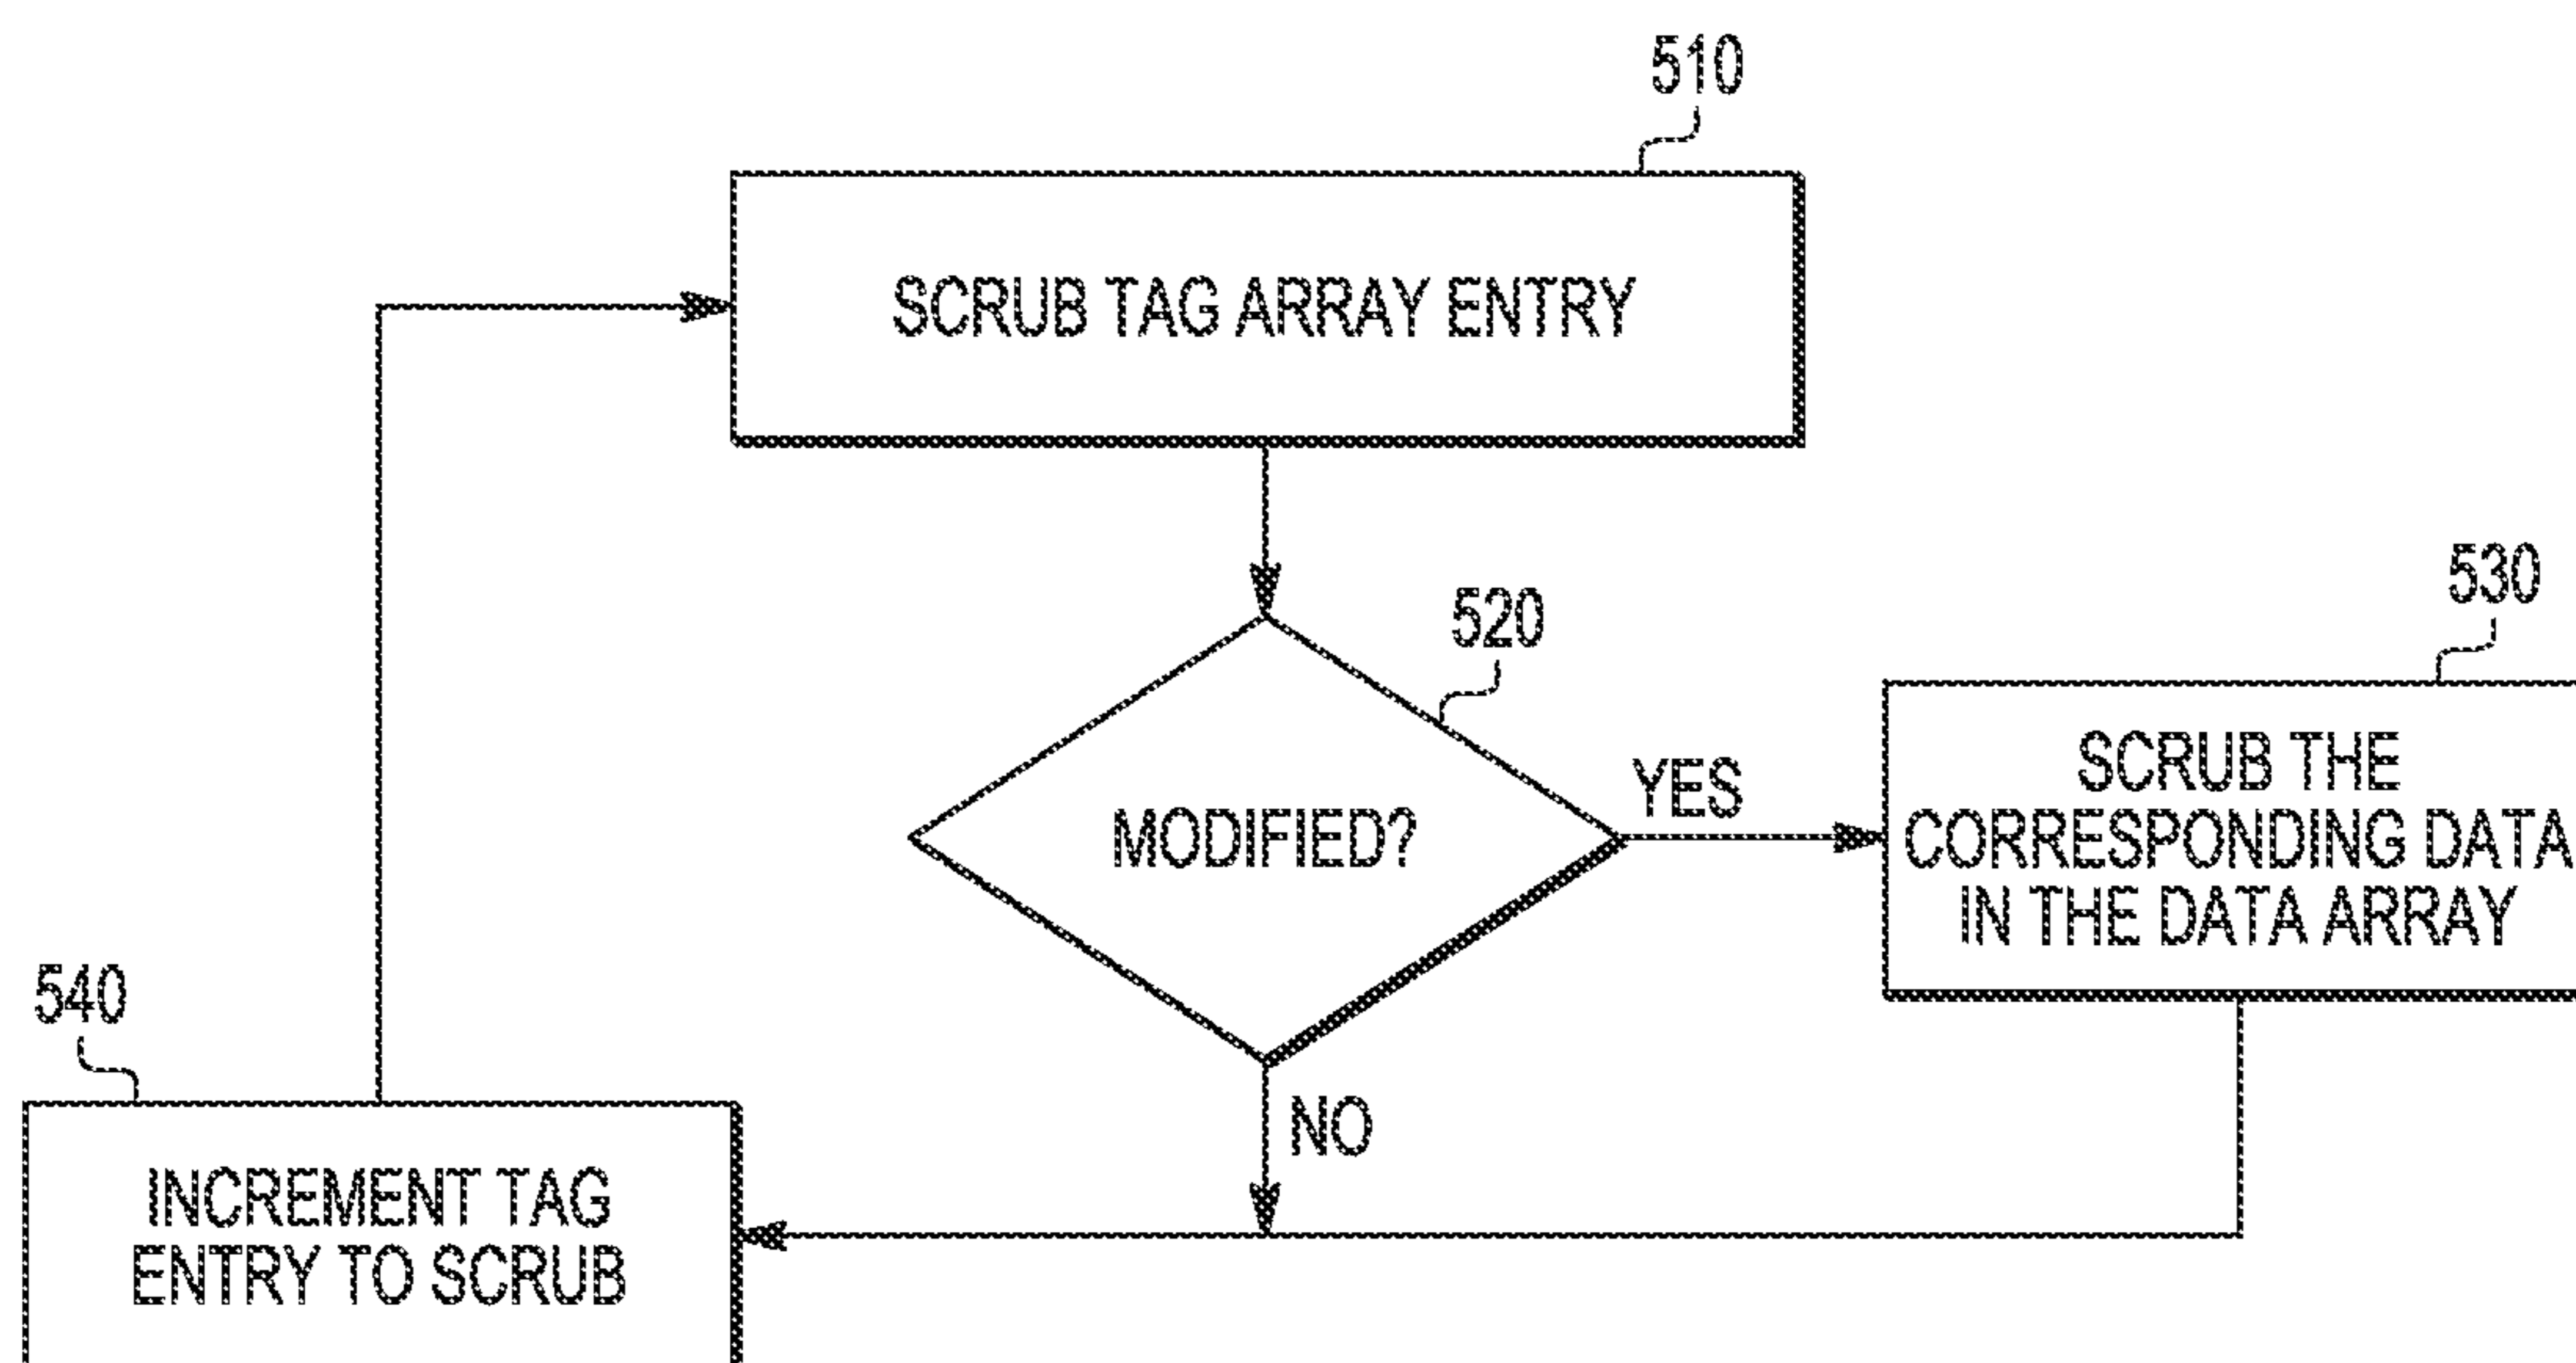 510
SCRUB TAG ARRAY ENTRY
520
530
MODIFIED?
YES
SCRUB THE
CORRESPONDING DATA
IN THE DATA ARRAY
NO
540
INCREMENT TAG
ENTRY TO SCRUB